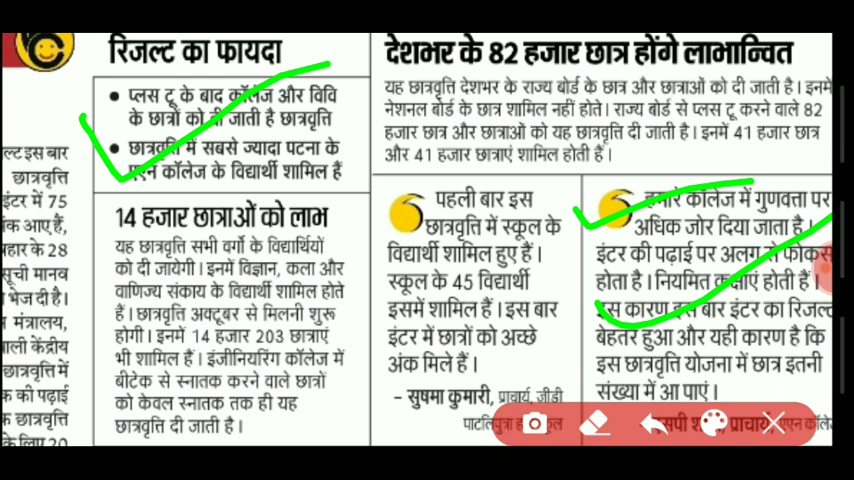 रिजल्ट का फायदा
प्लस टू के बाद कॉलेज और विवि
के छात्रों को दी जाती है छात्रवृत्ति
छात्रवृत्ति में सबसे ज्यादा पटना के
एएन कॉलेज के विद्यार्थी शामिल हैं
14 हजार छात्राओं को लाभ
यह छात्रवृत्ति सभी वर्गो के विद्यार्थियों
को दी जायेगी। इनमें विज्ञान, कला और
वाणिज्य संकाय के विद्यार्थी शामिल होते
हैं। छात्रवृत्ति अक्टूबर से मिलनी शुरू
होगी। इनमें 14 हजार 203 छात्राएं
भी शामिल हैं। इंजीनियरिंग कॉलेज में
बीटेक से स्नातक करने वाले छात्रों
को केवल स्नातक तक ही यह
छात्रवृत्ति दी जाती है।
देशभर के 82 हजार छात्र होंगे लाभान्वित
यह छात्रवृत्ति देशभर के राज्य बोर्ड के छात्र और छात्राओं को दी जाती है। इनमें
नेशनल बोर्ड के छात्र शामिल नहीं होते। राज्य बोर्ड से प्लस टू करने वाले 82
हजार छात्र और छात्राओं को यह छात्रवृत्ति दी जाती है। इनमें 41 हजार छात्र
और 41 हजार छात्राएं शामिल होती हैं।
पहली बार इस
छात्रवृत्ति में स्कूल के
विद्यार्थी शामिल हुए हैं।
स्कूल के 45 विद्यार्थी
इसमें शामिल हैं। इस बार
इंटर में छात्रों को अच्छे
अंक मिले हैं।
– सुषमा कुमारी, प्राचार्य, जीडी
पाटलिपुत्रा
हमारे कॉलेज में गुणवत्ता पर
अधिक जोर दिया जाता है।
इंटर की पढ़ाई पर अलग से फोकस
होता है। नियमित कक्षाएं होती हैं।
इस कारण इस बार इंटर का रिजल्ट
बेहतर हुआ और यही कारण है कि
इस छात्रवृत्ति योजना में छात्र इतनी
संख्या में आ पाएं।
प्राचार्य, एएन कॉलेज
ल्ट इस बार
छात्रवृत्ति
इंटर में 75
क आए हैं,
हार के 28
सूची मानव
भेज दी है।
मंत्रालय,
वाली केंद्रीय
छात्रवृत्ति में
क की पढ़ाई
क छात्रवृत्ति
के लिए 20